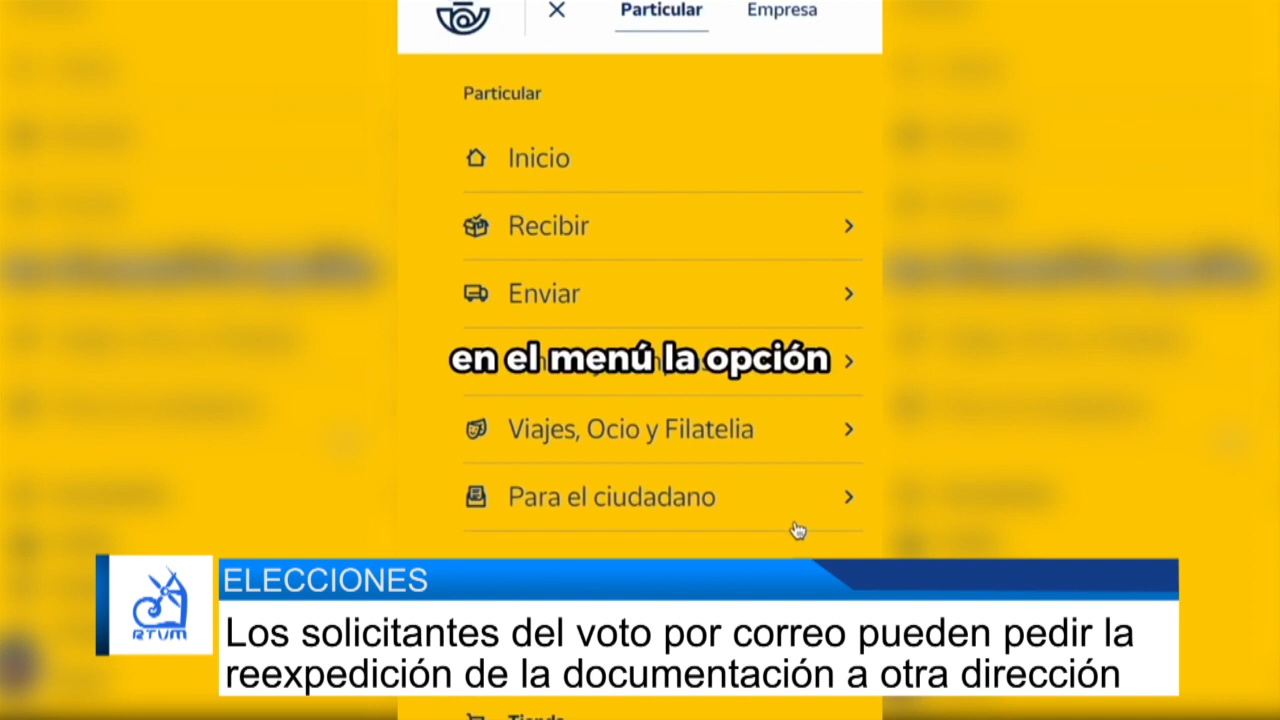 Particular
Empresa
Particular
Inicio
Recibir
Enviar
en el menú la opción
Viajes, Ocio y Filatelia
Para el ciudadano
ELECCIONES
RTVM
Los solicitantes del voto por correo pueden pedir la
reexpedición de la documentación a otra dirección
Tienda